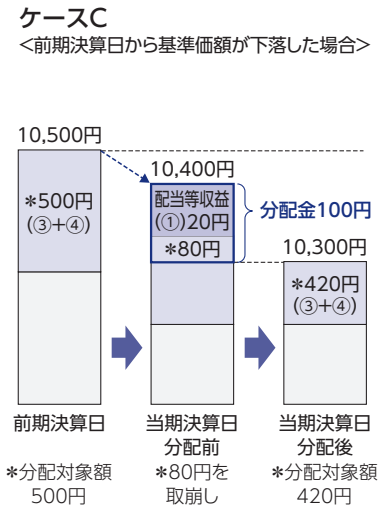 ケースC
<前期決算日から基準価額が下落した場合>
10,500円
*500円
(③+④)
10,400円
配当等収益
(①)20円
*80円
分配金100円
10,300円
*420円
(③+④)
前期決算日
当期決算日
分配前
当期決算日
分配後
*分配対象額
500円
*80円を
取崩し
*分配対象額
420円